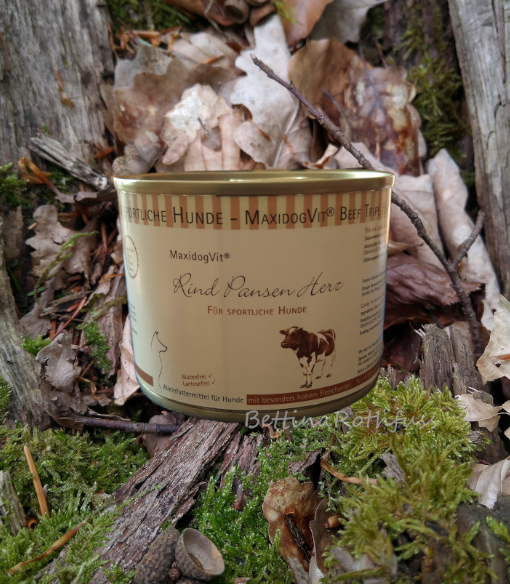 SPORTLICHE HUNDE - MAXIDOGVIT® BEEF TRIPE
MaxidogVit®
Rind Pansen Herz
FÜR SPORTLICHE HUNDE
Glutenfrei ✓
Laktosefrei ✓
Alleinfuttermittel für Hunde mit besonders hohem Fleischanteil
Bettina Rothfuss